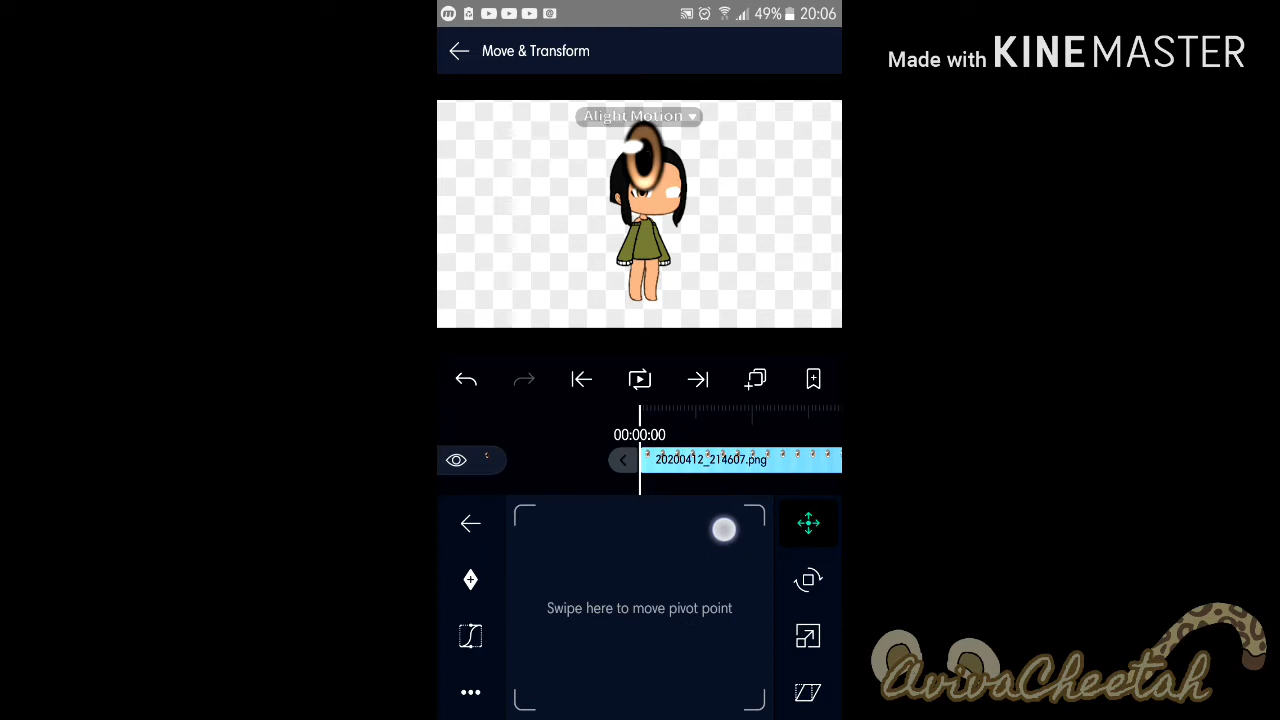 49% 20:06
Made with KINEMASTER
Move & Transform
Alight Motion
00:00:00
20200412_214607.png
Swipe here to move pivot point
AvivaCheetah